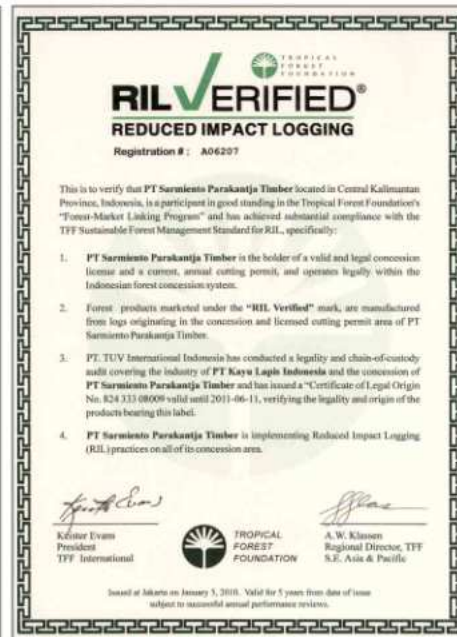 TROPICAL
FOREST
FOUNDATION
RIL VERIFIED®
REDUCED IMPACT LOGGING
Registration # : A06207
This is to verify that PT Sarmiento Parakantja Timber located in Central Kalimantan
Province, Indonesia, is a participant in good standing in the Tropical Forest Foundation's
"Forest-Market Linking Program" and has achieved substantial compliance with the
TFF Sustainable Forest Management Standard for RIL, specifically:
1. PT Sarmiento Parakantja Timber is the holder of a valid and legal concession
license and a current, annual cutting permit, and operates legally within the
Indonesian forest concession system.
2. Forest products marketed under the "RIL Verified" mark, are manufactured
from logs originating in the concession and licensed cutting permit area of PT
Sarmiento Parakantja Timber.
3. PT. TUV International Indonesia has conducted a legality and chain-of-custody
audit covering the industry of PT Kayu Lapis Indonesia and the concession of
PT Sarmiento Parakantja Timber and has issued a "Certificate of Legal Origin
No. 824 333 08009 valid until 2011-06-11, verifying the legality and origin of the
products bearing this label.
4. PT Sarmiento Parakantja Timber is implementing Reduced Impact Logging
(RIL) practices on all of its concession area.
Keister Evans
President
TFF International
TROPICAL
FOREST
FOUNDATION
A.W. Klassen
Regional Director, TFF
S.E. Asia & Pacific
Issued at Jakarta on January 5, 2010. Valid for 5 years from date of issue
subject to successful annual performance reviews.